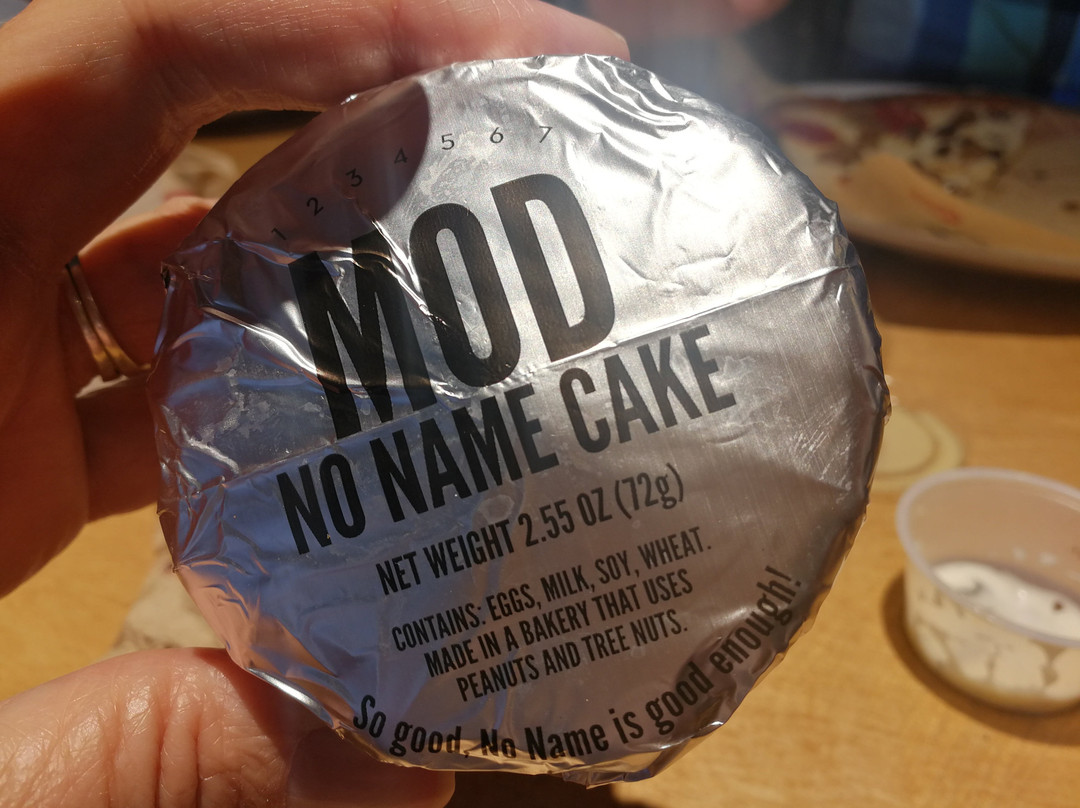 1 2 3 4 5 6 7
MOD
NO NAME CAKE
NET WEIGHT 2.55 OZ (72g)
CONTAINS: EGGS, MILK, SOY, WHEAT.
MADE IN A BAKERY THAT USES
PEANUTS AND TREE NUTS.
So good, No Name is good enough!